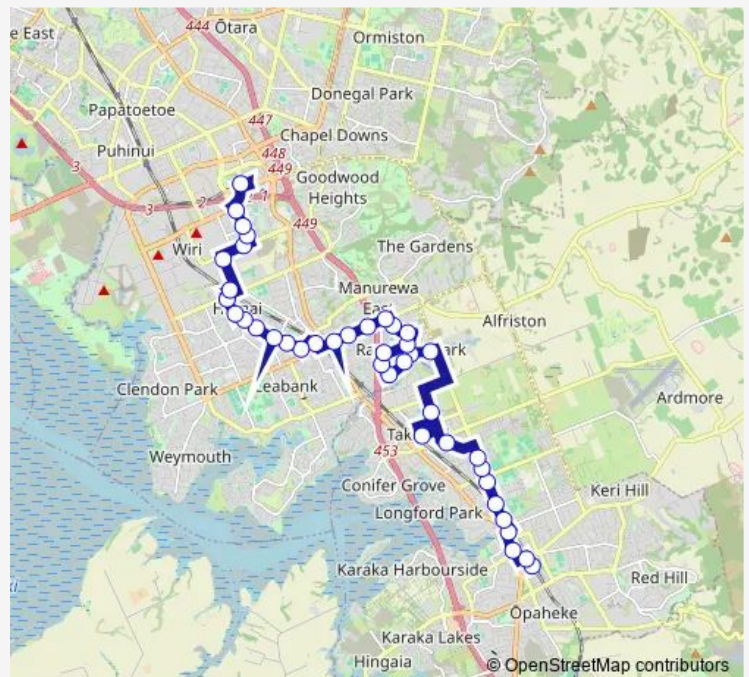 444 Ōtara
e East
Ormiston
Donegal Park
Papatoetoe
447
Chapel Downs
Puhinui
448
3
449
Goodwood
Heights
2
1
3
449
Wiri
The Gardens
Manurewa
East
Alfriston
ark
Clendon Park
Leabank
Ardmore
453
Weymouth
Conifer Grove
Keri Hill
Longford Park
Karaka Harbourside
Red Hill
Ōpaheke
Karaka Lakes
Hingaia
© OpenStreetMap contributors